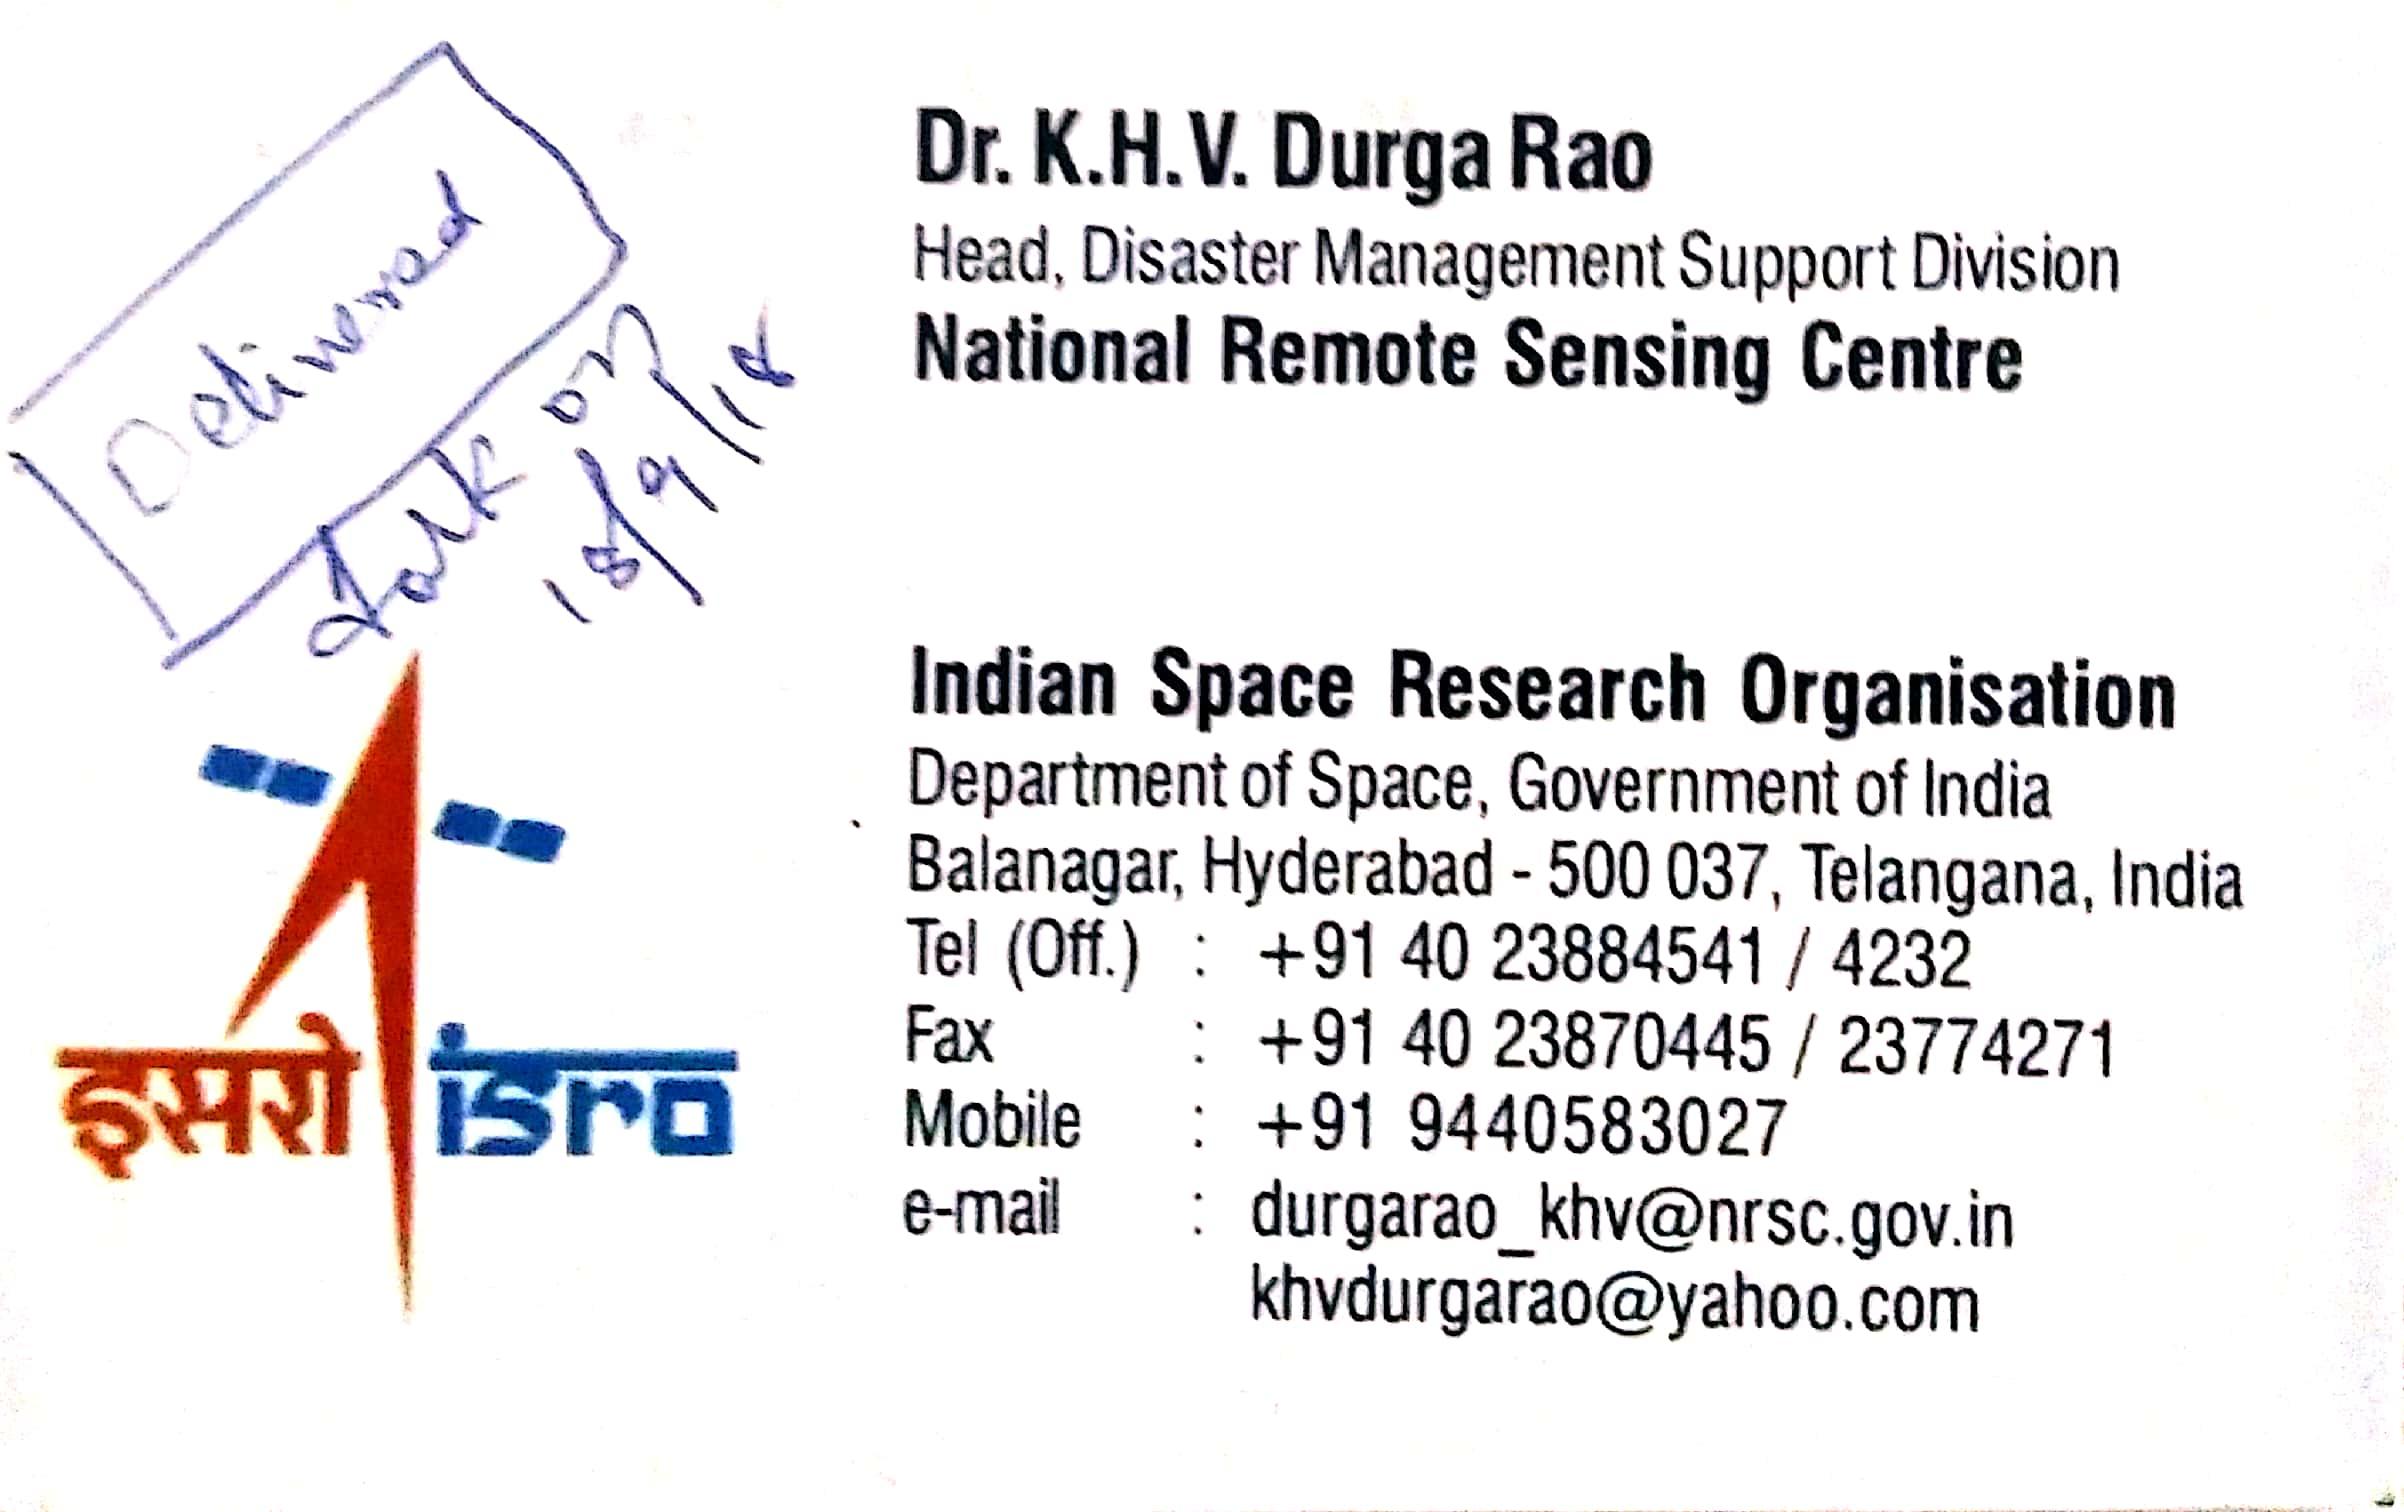 Delivered
talk on
18/9/18
Dr. K.H.V. Durga Rao
Head, Disaster Management Support Division
National Remote Sensing Centre
इसरो isro
Indian Space Research Organisation
Department of Space, Government of India
Balanagar, Hyderabad - 500 037, Telangana, India
Tel (Off.) : +91 40 23884541 / 4232
Fax : +91 40 23870445 / 23774271
Mobile : +91 9440583027
e-mail : durgarao_khv@nrsc.gov.in
khvdurgarao@yahoo.com